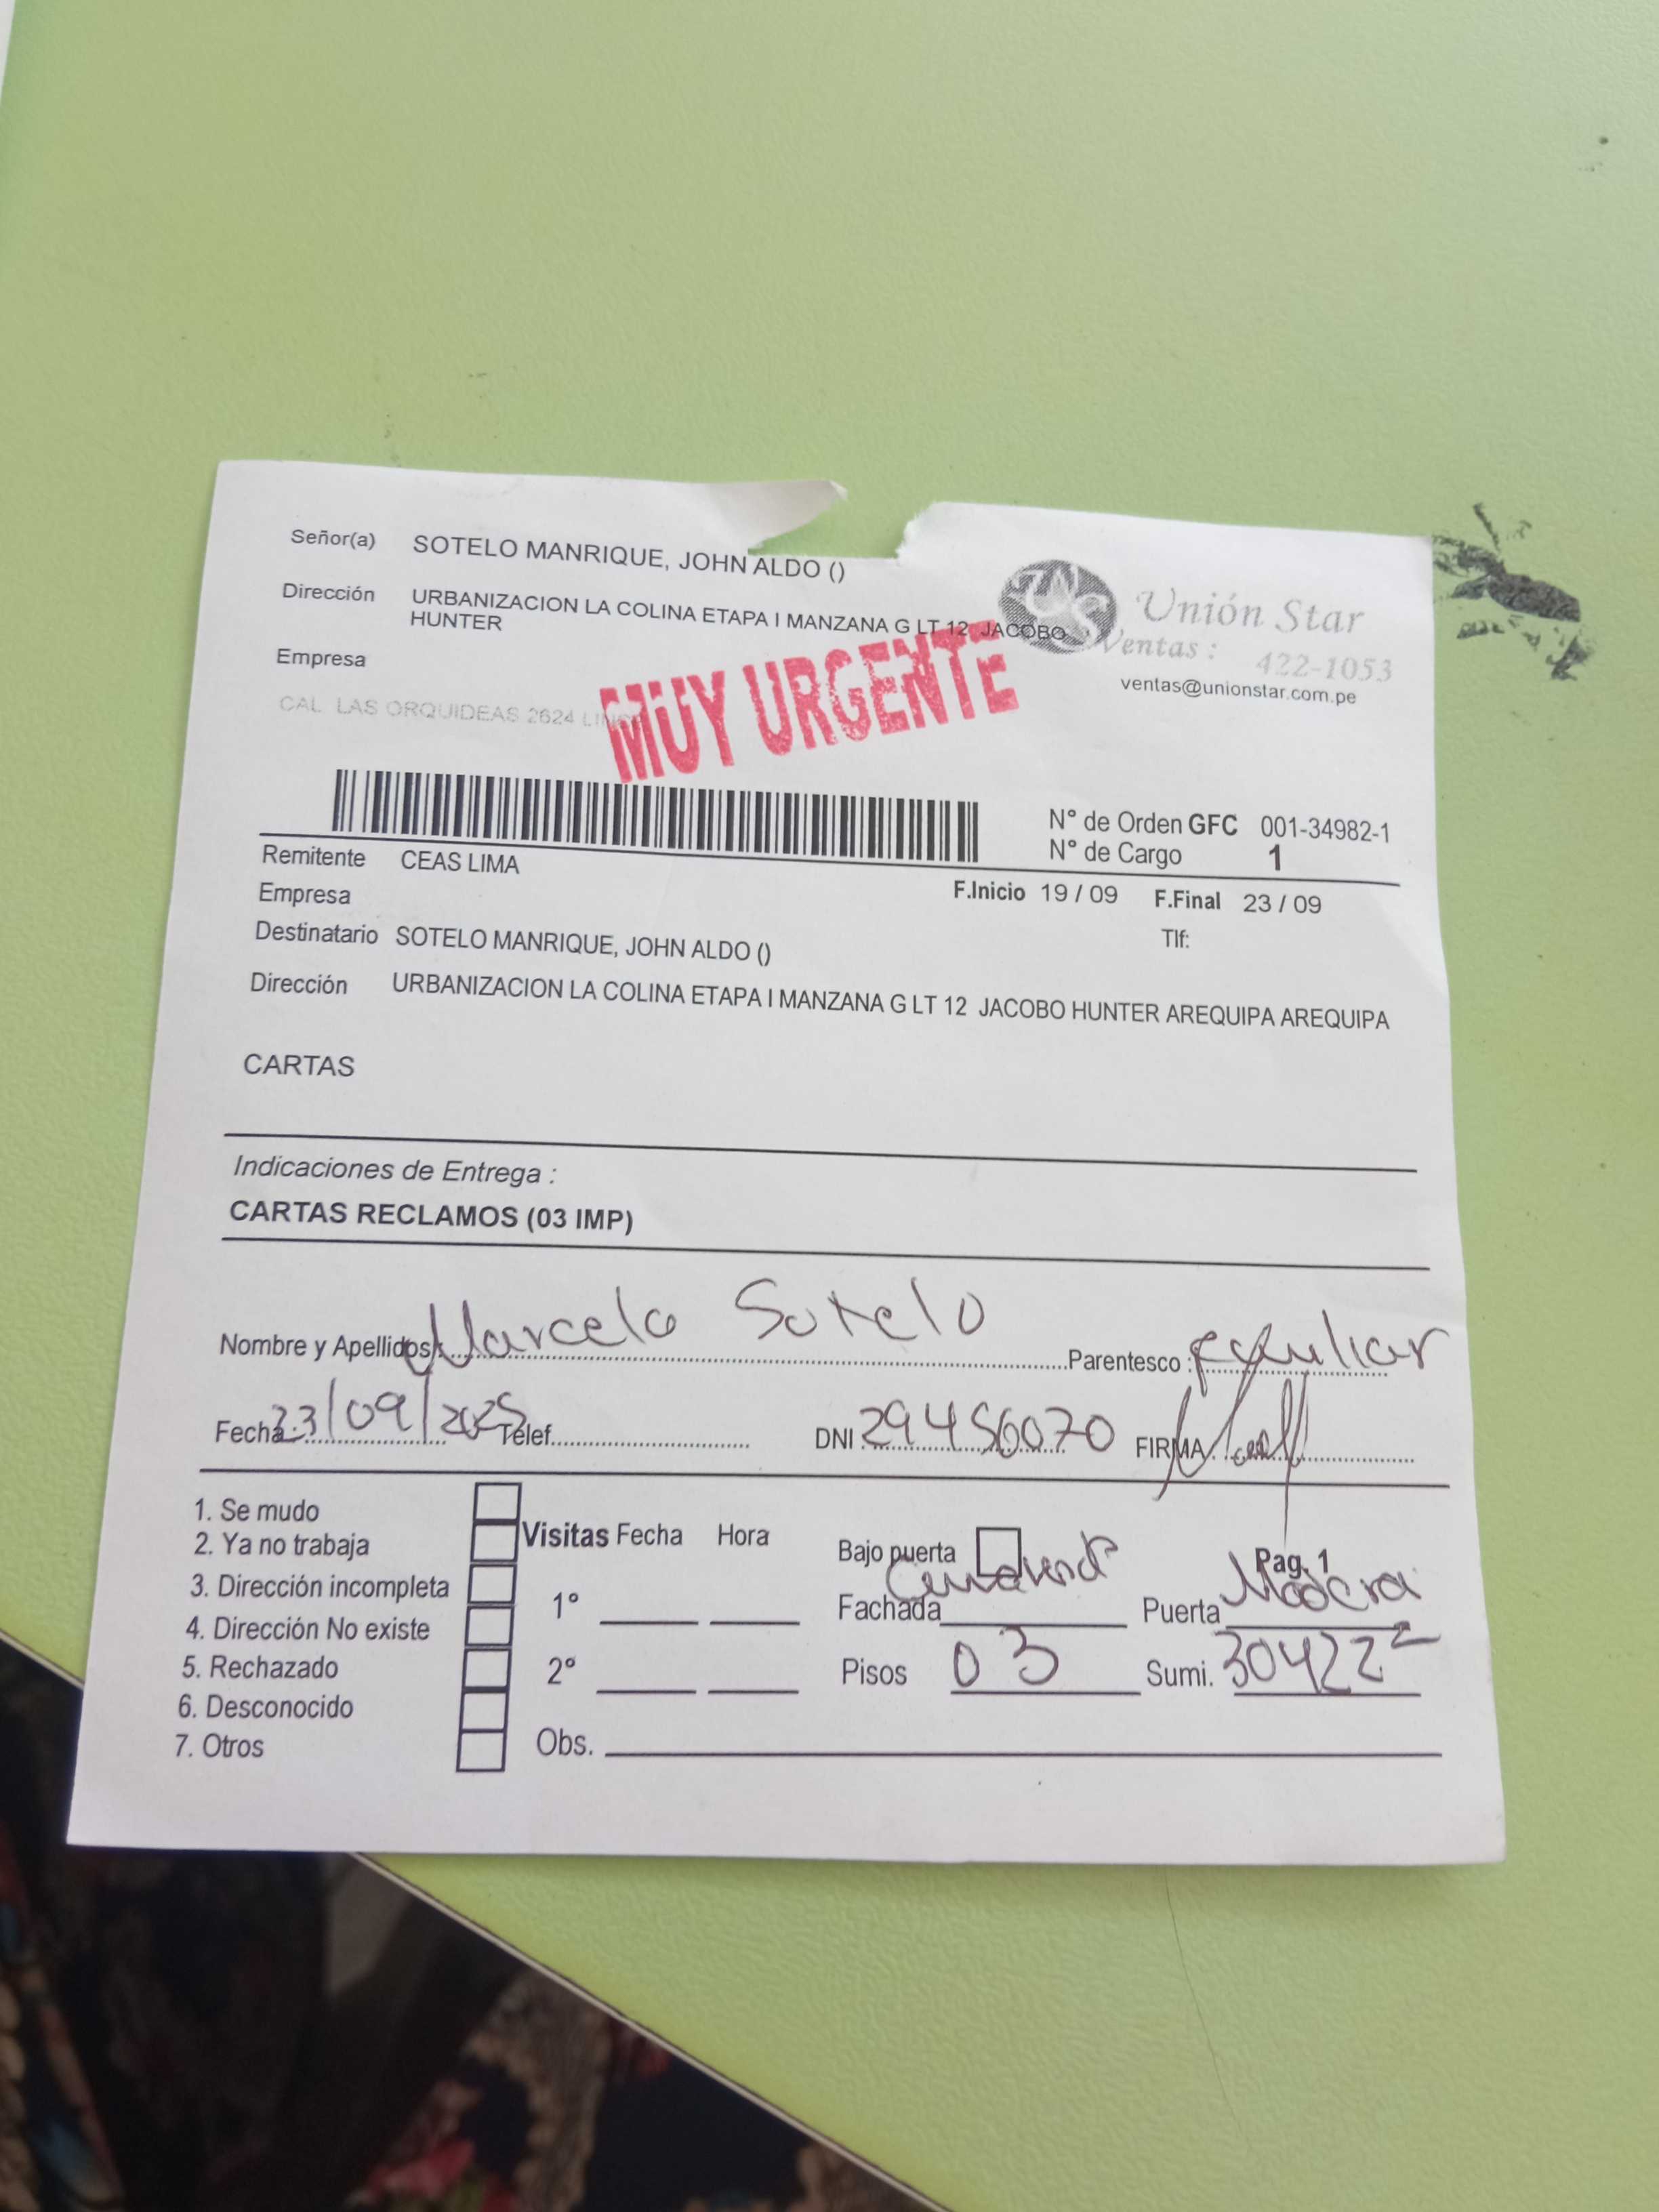 Señor(a) SOTELO MANRIQUE, JOHN ALDO ()
Dirección URBANIZACION LA COLINA ETAPA I MANZANA G LT 12 JACOBO
HUNTER
Unión Star
Ventas : 422-1053
ventas@unionstar.com.pe
Empresa
CAL LAS ORQUIDEAS 2624
MUY URGENTE
N° de Orden GFC 001-34982-1
N° de Cargo 1
Remitente CEAS LIMA
Empresa
F.Inicio 19 / 09 F.Final 23 / 09
Destinatario SOTELO MANRIQUE, JOHN ALDO ()
Tlf:
Dirección URBANIZACION LA COLINA ETAPA I MANZANA G LT 12 JACOBO HUNTER AREQUIPA AREQUIPA
CARTAS
Indicaciones de Entrega :
CARTAS RECLAMOS (03 IMP)
Nombre y Apellidos: Marcelo Sotelo Parentesco : Familiar
Fecha 23/09/2025 Telef. DNI 29456070 FIRMA
1. Se mudo
2. Ya no trabaja
3. Dirección incompleta
4. Dirección No existe
5. Rechazado
6. Desconocido
7. Otros
Visitas Fecha Hora
1°
2°
Obs.
Bajo puerta Pag. 1
Fachada Puerta Madera
Pisos 03 Sumi. 304222